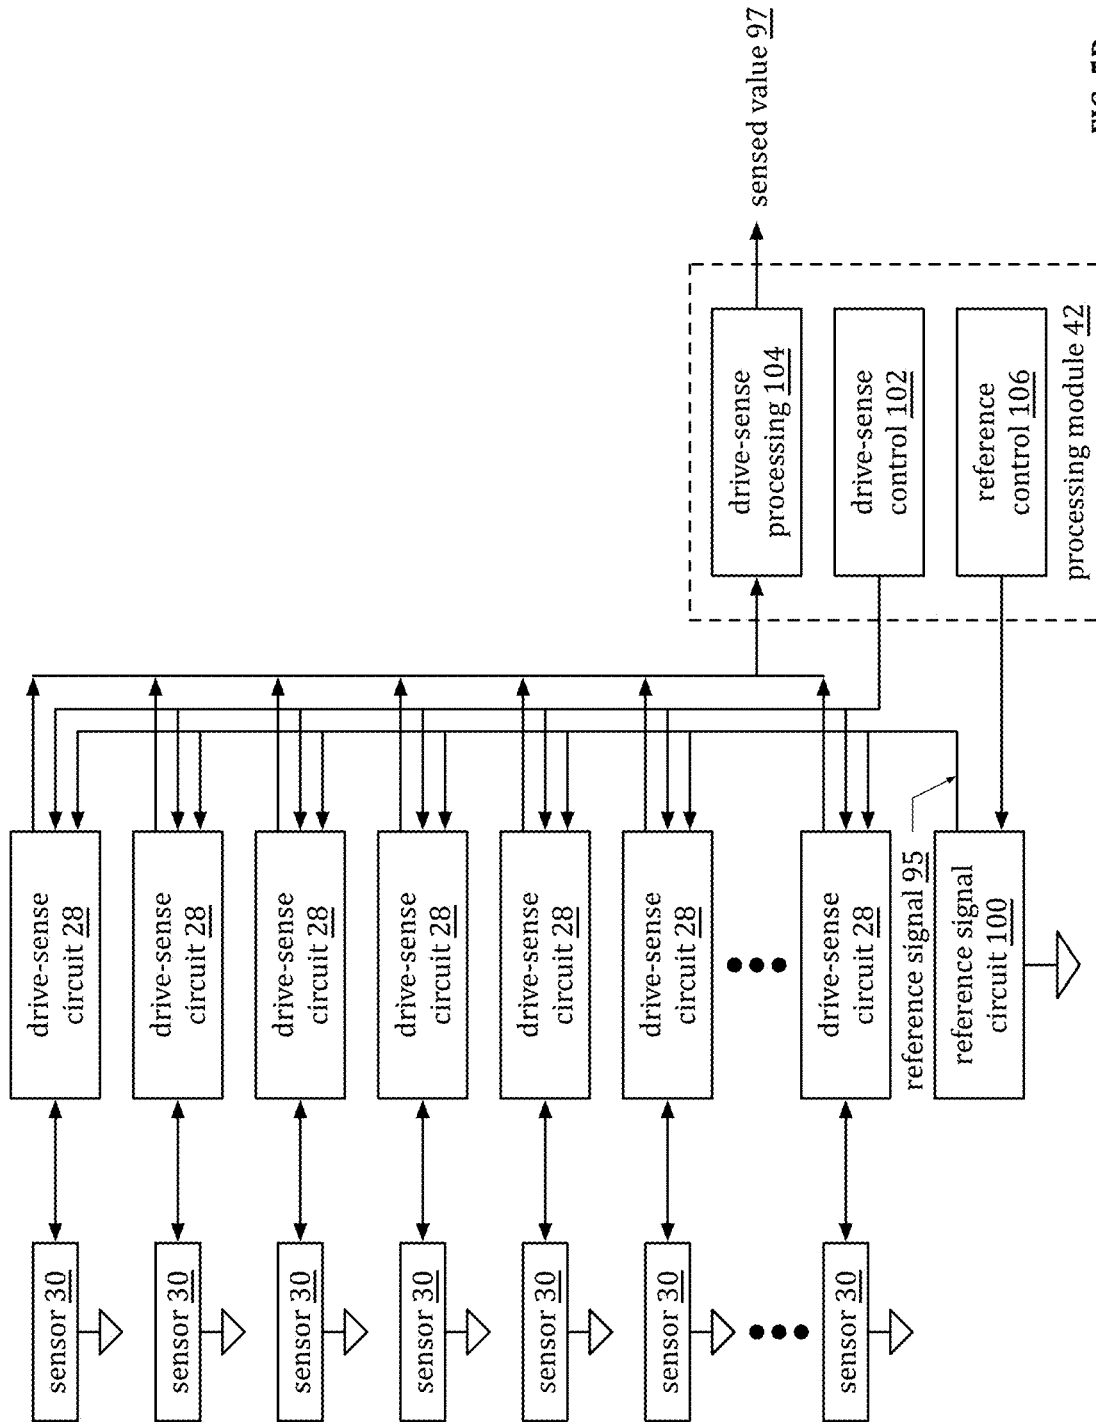 sensor 30
drive-sense
circuit 28
sensor 30
drive-sense
circuit 28
sensor 30
drive-sense
circuit 28
sensor 30
drive-sense
circuit 28
sensor 30
drive-sense
circuit 28
sensor 30
drive-sense
circuit 28
sensor 30
drive-sense
circuit 28
reference signal 95
reference signal
circuit 100
drive-sense
processing 104
sensed value 97
drive-sense
control 102
reference
control 106
processing module 42
FIG.